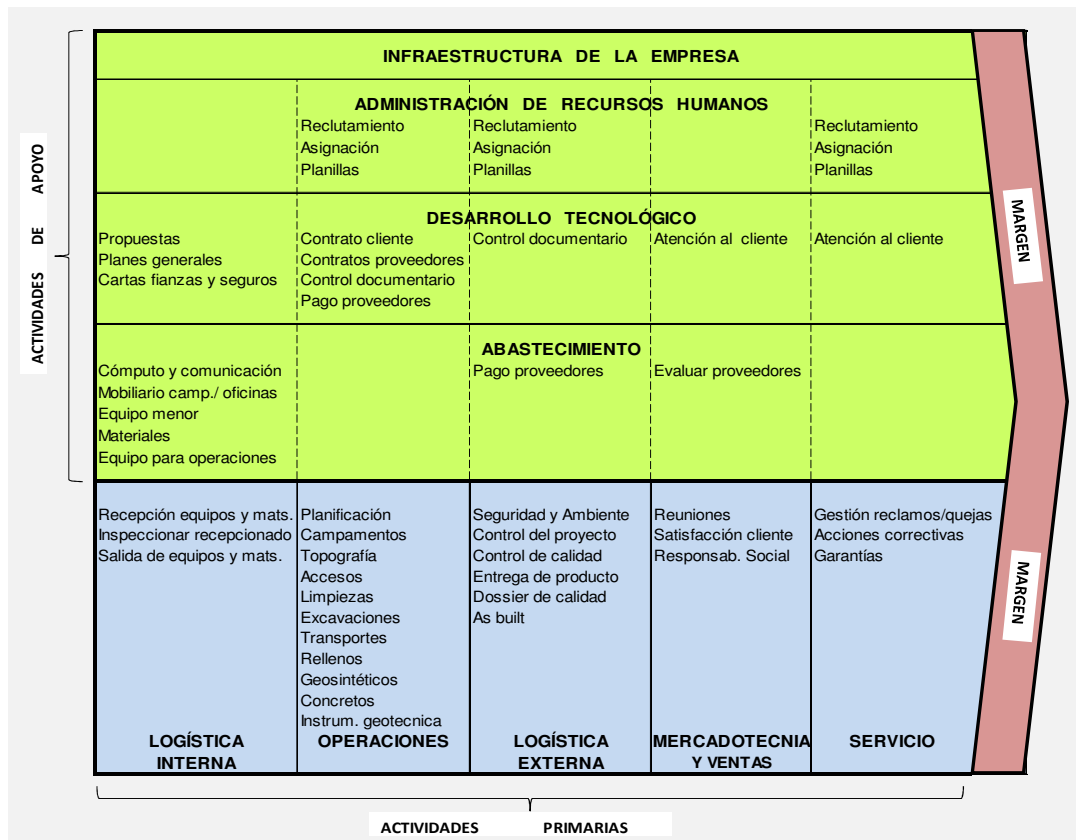 INFRAESTRUCTURA DE LA EMPRESA
ADMINISTRACIÓN DE RECURSOS HUMANOS
Reclutamiento
Asignación
Planillas
Reclutamiento
Asignación
Planillas
Reclutamiento
Asignación
Planillas
DESARROLLO TECNOLÓGICO
Propuestas
Planes generales
Cartas fianzas y seguros
Contrato cliente
Contratos proveedores
Control documentario
Pago proveedores
Control documentario
Atención al cliente
Atención al cliente
ABASTECIMIENTO
Cómputo y comunicación
Mobiliario camp./ oficinas
Equipo menor
Materiales
Equipo para operaciones
Pago proveedores
Evaluar proveedores
ACTIVIDADES DE APOYO
MARGEN
Recepción equipos y mats.
Inspeccionar recepcionado
Salida de equipos y mats.
LOGÍSTICA
INTERNA
Planificación
Campamentos
Topografía
Accesos
Limpiezas
Excavaciones
Transportes
Rellenos
Geosintéticos
Concretos
Instrum. geotecnica
OPERACIONES
Seguridad y Ambiente
Control del proyecto
Control de calidad
Entrega de producto
Dossier de calidad
As built
LOGÍSTICA
EXTERNA
Reuniones
Satisfacción cliente
Responsab. Social
MERCADOTECNIA
Y VENTAS
Gestión reclamos/quejas
Acciones correctivas
Garantías
SERVICIO
MARGEN
ACTIVIDADES PRIMARIAS